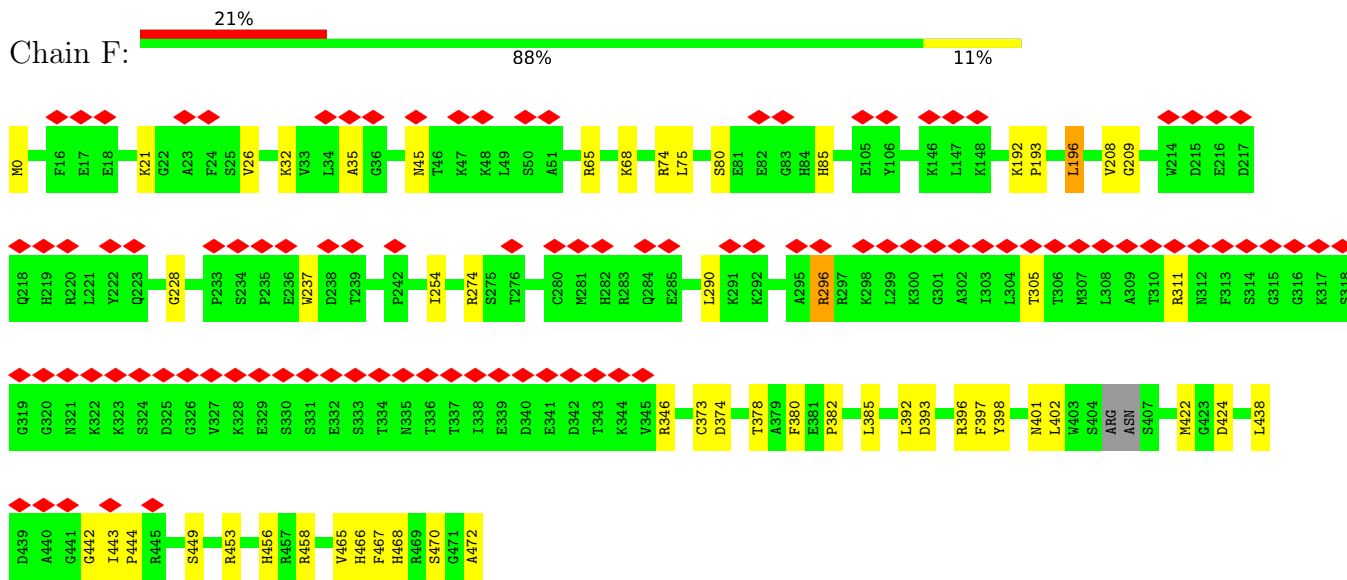 21%
Chain F:
88% 11%
M0 F16 E17 E18 K21 G22 A23 F24 S25 V26 K32 V33 L34 A35 G36 N45 T46 K47 K48 L49 S50 A51 R65 K68 R74 L75 S80 E81 E82 G83 H84 H85 E105 Y106 K146 L147 K148 K192 P193 L196 V208 G209 W214 D215 E216 D217
Q218 H219 R220 L221 Y222 Q223 G228 P233 S234 P235 E236 W237 D238 T239 P242 I254 R274 S275 T276 C280 M281 H282 R283 Q284 E285 L290 K291 K292 A295 R296 R297 K298 L299 K300 G301 A302 I303 L304 T305 T306 M307 L308 A309 T310 R311 N312 F313 S314 G315 G316 K317 S318
G319 G320 N321 K322 K323 S324 D325 G326 V327 K328 E329 S330 S331 E332 S333 T334 N335 T336 T337 I338 E339 D340 E341 D342 T343 K344 V345 R346 C373 D374 T378 A379 F380 E381 P382 L385 L392 D393 R396 F397 Y398 N401 L402 W403 S404 ARG ASN S407 M422 G423 D424 L438
D439 A440 G441 G442 I443 P444 R445 S449 R453 H456 R457 R458 V465 H466 F467 H468 R469 S470 G471 A472